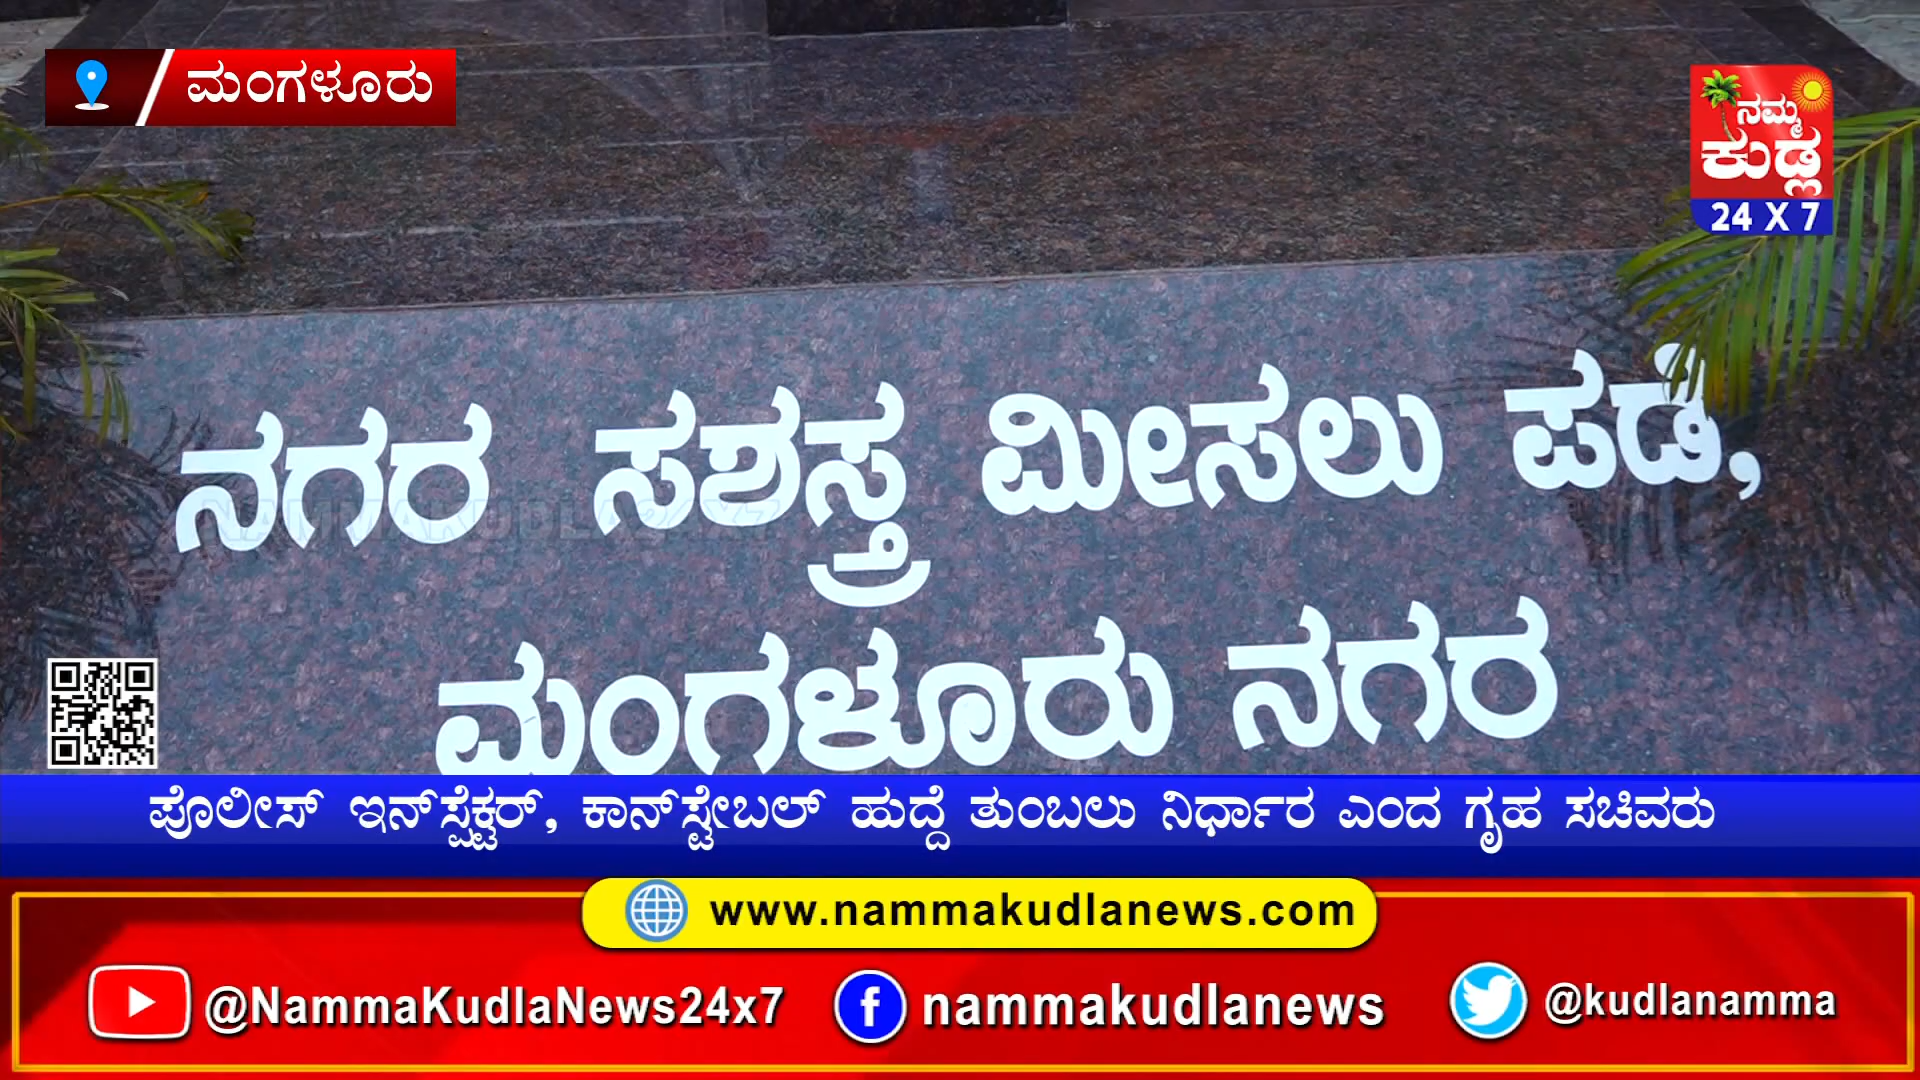 ಮಂಗಳೂರು
ನಮ್ಮ
ಕುಡ್ಲ
24 X 7
ನಗರ ಸಶಸ್ತ್ರ ಮೀಸಲು ಪಡೆ,
NAMMAKUDLA24X7
ಮಂಗಳೂರು ನಗರ
ಪೊಲೀಸ್ ಇನ್‌ಸ್ಪೆಕ್ಟರ್, ಕಾನ್‌ಸ್ಟೇಬಲ್ ಹುದ್ದೆ ತುಂಬಲು ನಿರ್ಧಾರ ಎಂದ ಗೃಹ ಸಚಿವರು
www.nammakudlanews.com
@NammaKudlaNews24x7 nammakudlanews @kudlanamma